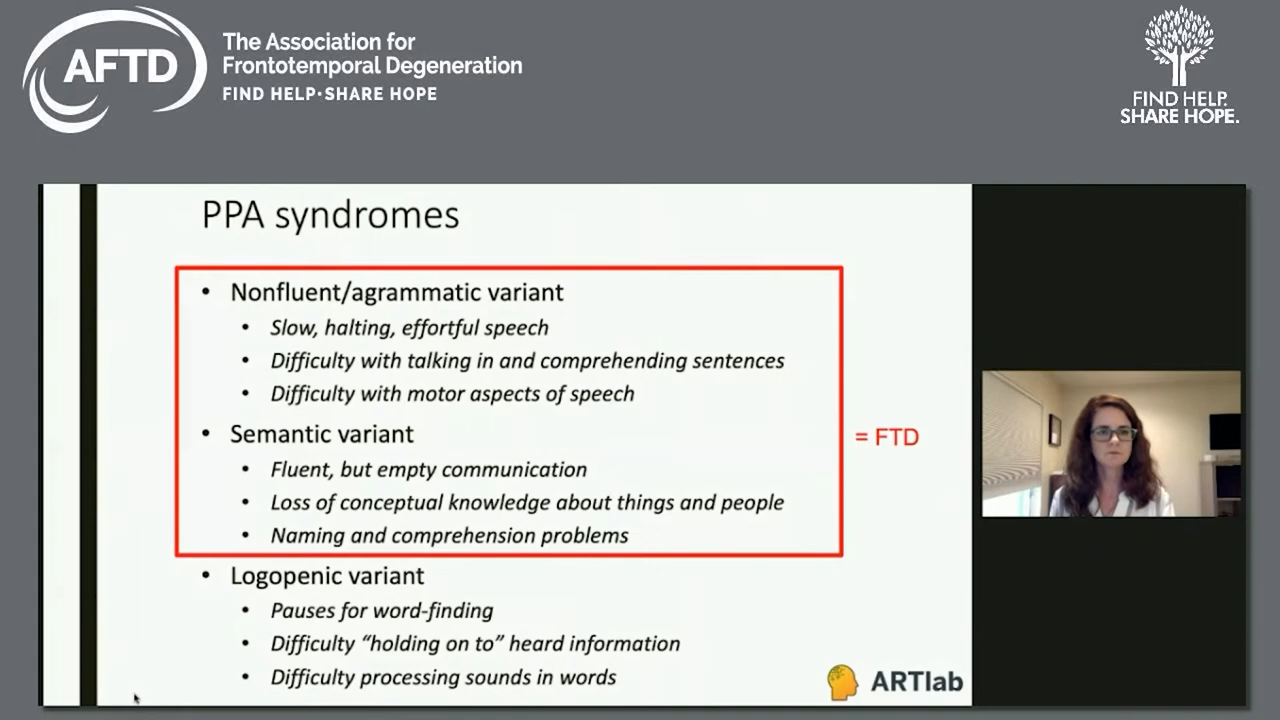 AFTD
The Association for
Frontotemporal Degeneration
FIND HELP•SHARE HOPE
FIND HELP.
SHARE HOPE.
PPA syndromes
• Nonfluent/agrammatic variant
• Slow, halting, effortful speech
• Difficulty with talking in and comprehending sentences
• Difficulty with motor aspects of speech
• Semantic variant
• Fluent, but empty communication
• Loss of conceptual knowledge about things and people
• Naming and comprehension problems
= FTD
• Logopenic variant
• Pauses for word-finding
• Difficulty “holding on to” heard information
• Difficulty processing sounds in words
ARTlab